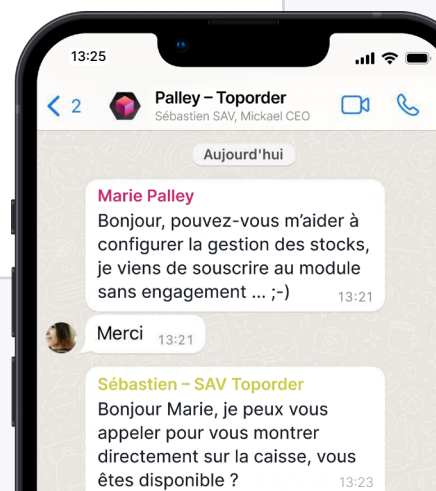 13:25
2
Palley – Toporder
Sébastien SAV, Mickael CEO
Aujourd'hui
Marie Palley
Bonjour, pouvez-vous m’aider à
configurer la gestion des stocks,
je viens de souscrire au module
sans engagement ... ;-)
13:21
Merci
13:21
Sébastien – SAV Toporder
Bonjour Marie, je peux vous
appeler pour vous montrer
directement sur la caisse, vous
êtes disponible ?
13:23